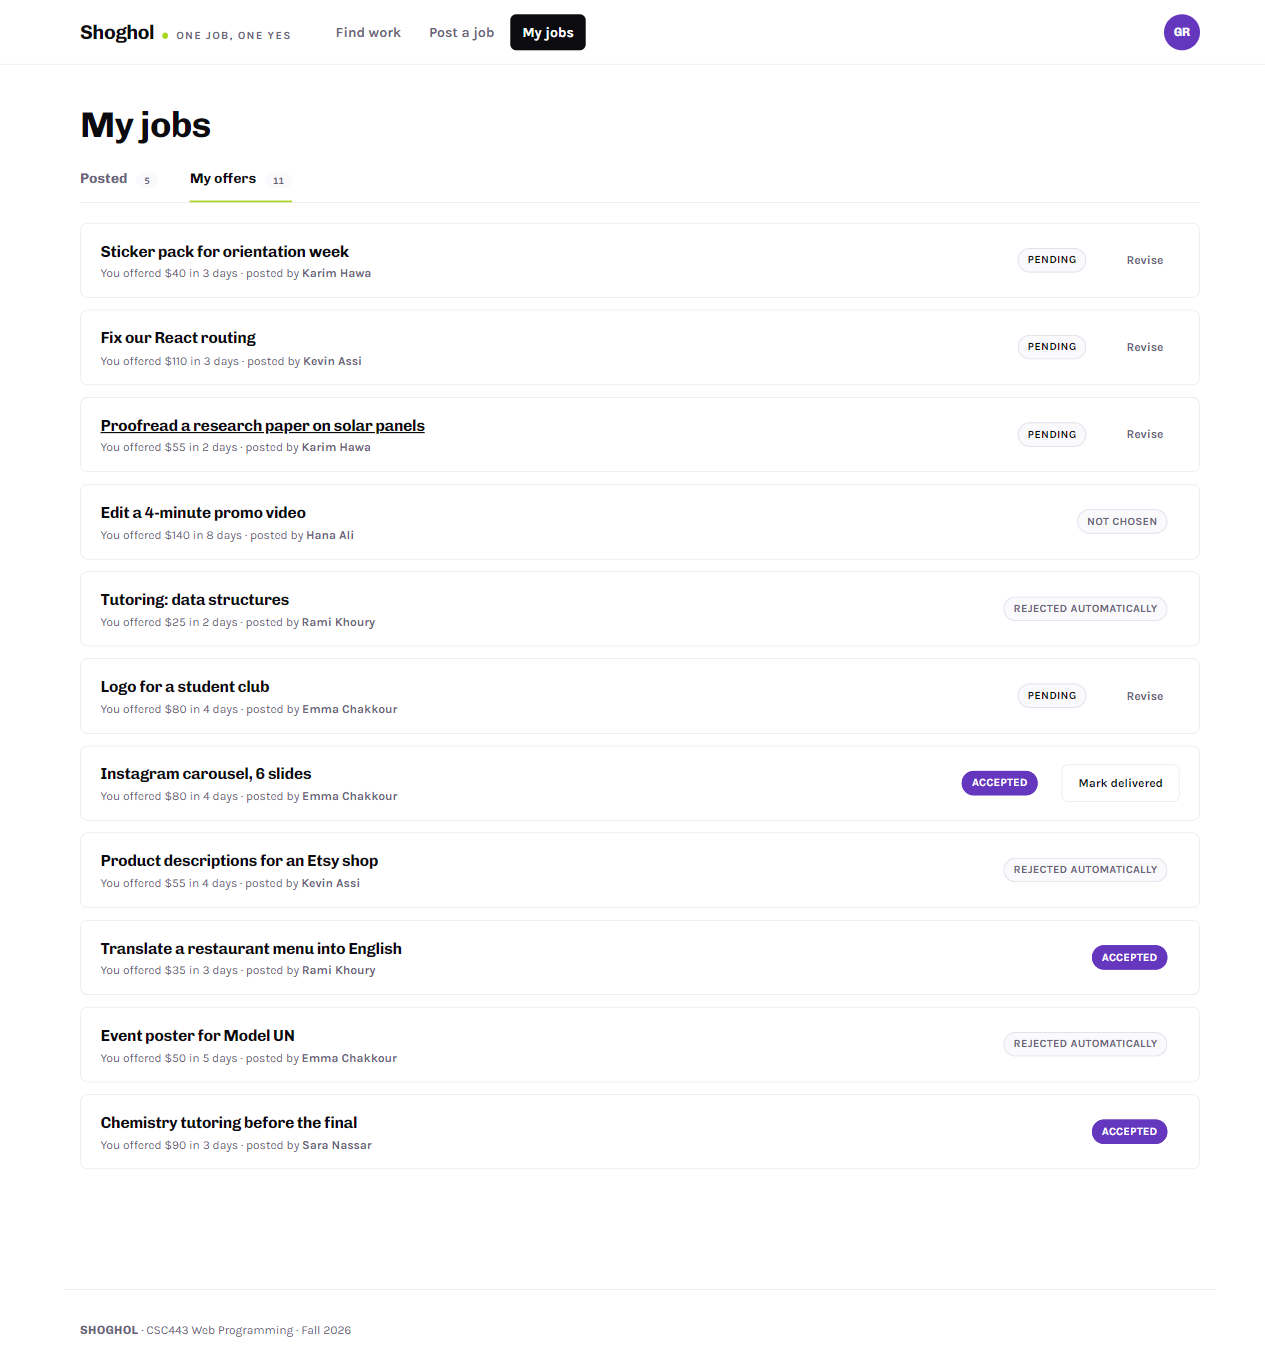 Shoghol ONE JOB, ONE YES Find work Post a job My jobs GR
My jobs
Posted 5 My offers 11
Sticker pack for orientation week
You offered $40 in 3 days · posted by Karim Hawa
PENDING Revise
Fix our React routing
You offered $110 in 3 days · posted by Kevin Assi
PENDING Revise
Proofread a research paper on solar panels
You offered $55 in 2 days · posted by Karim Hawa
PENDING Revise
Edit a 4-minute promo video
You offered $140 in 8 days · posted by Hana Ali
NOT CHOSEN
Tutoring: data structures
You offered $25 in 2 days · posted by Rami Khoury
REJECTED AUTOMATICALLY
Logo for a student club
You offered $80 in 4 days · posted by Emma Chakkour
PENDING Revise
Instagram carousel, 6 slides
You offered $80 in 4 days · posted by Emma Chakkour
ACCEPTED Mark delivered
Product descriptions for an Etsy shop
You offered $55 in 4 days · posted by Kevin Assi
REJECTED AUTOMATICALLY
Translate a restaurant menu into English
You offered $35 in 3 days · posted by Rami Khoury
ACCEPTED
Event poster for Model UN
You offered $50 in 5 days · posted by Emma Chakkour
REJECTED AUTOMATICALLY
Chemistry tutoring before the final
You offered $90 in 3 days · posted by Sara Nassar
ACCEPTED
SHOGHOL · CSC443 Web Programming · Fall 2026